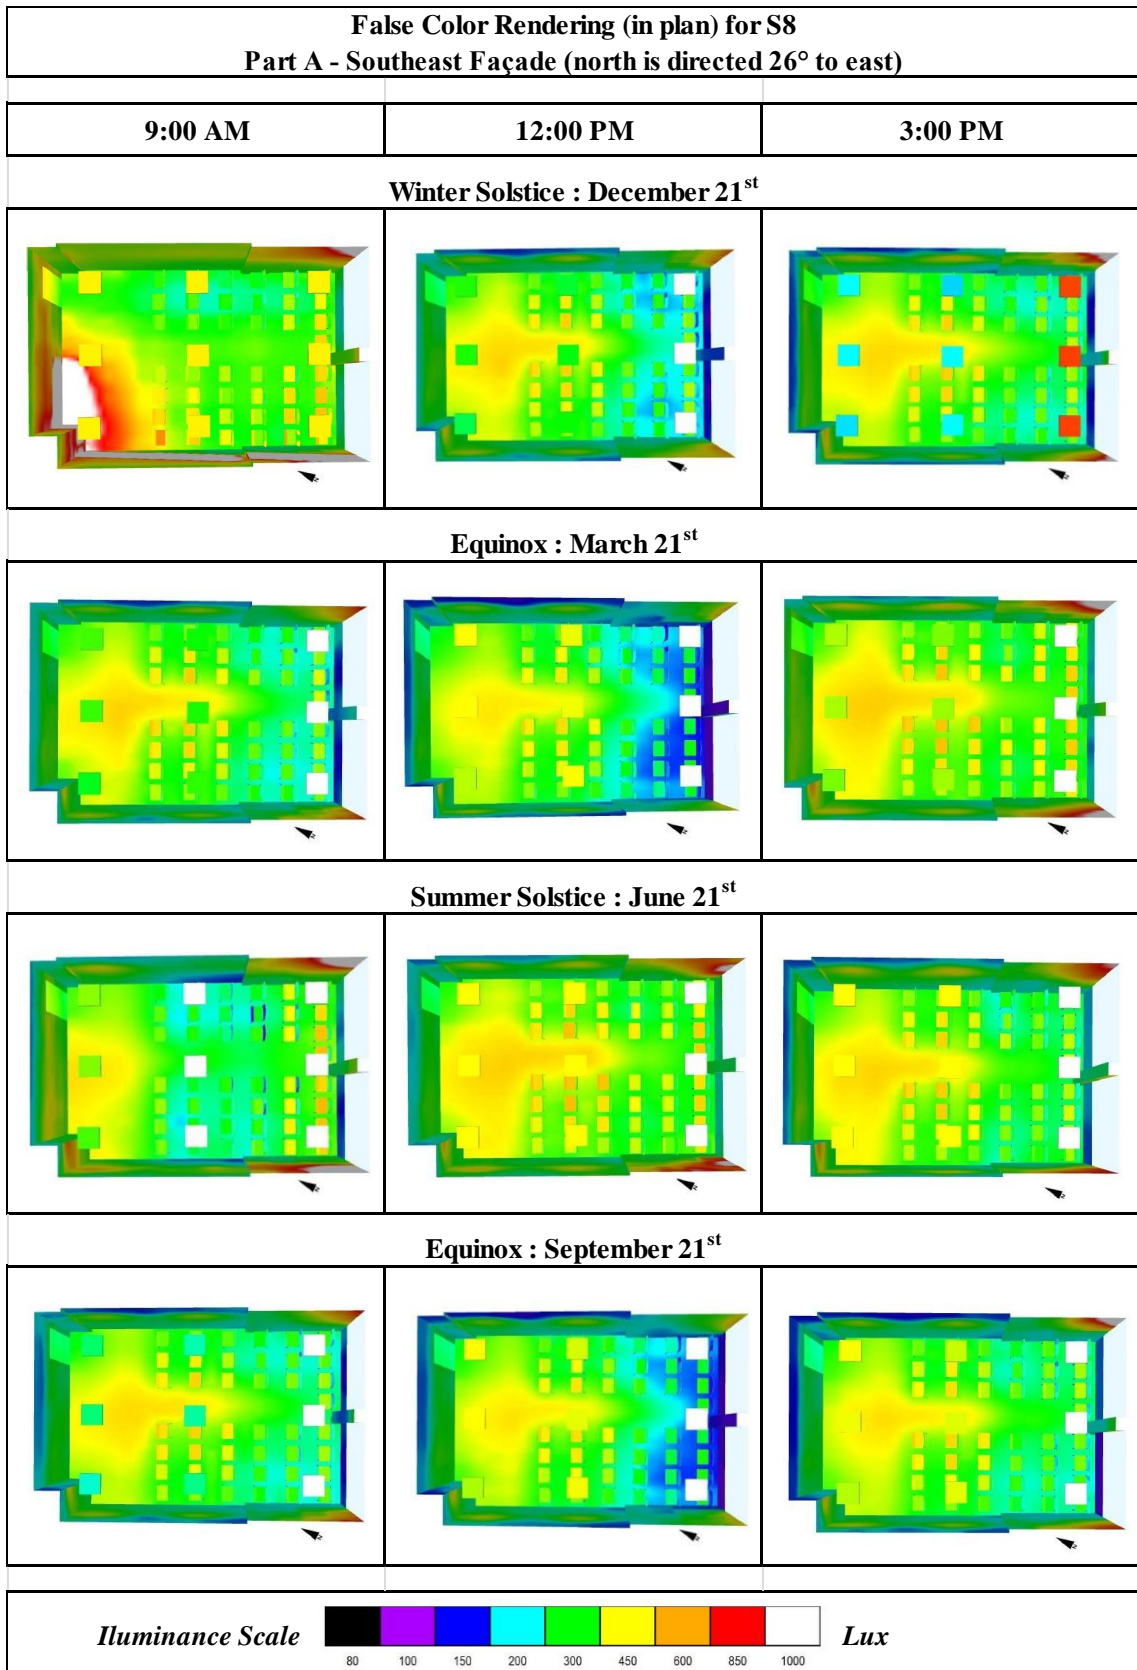 False Color Rendering (in plan) for S8
Part A - Southeast Façade (north is directed 26° to east)
9:00 AM 12:00 PM 3:00 PM
Winter Solstice : December 21st
Equinox : March 21st
Summer Solstice : June 21st
Equinox : September 21st
Iluminance Scale Lux
80 100 150 200 300 450 600 850 1000